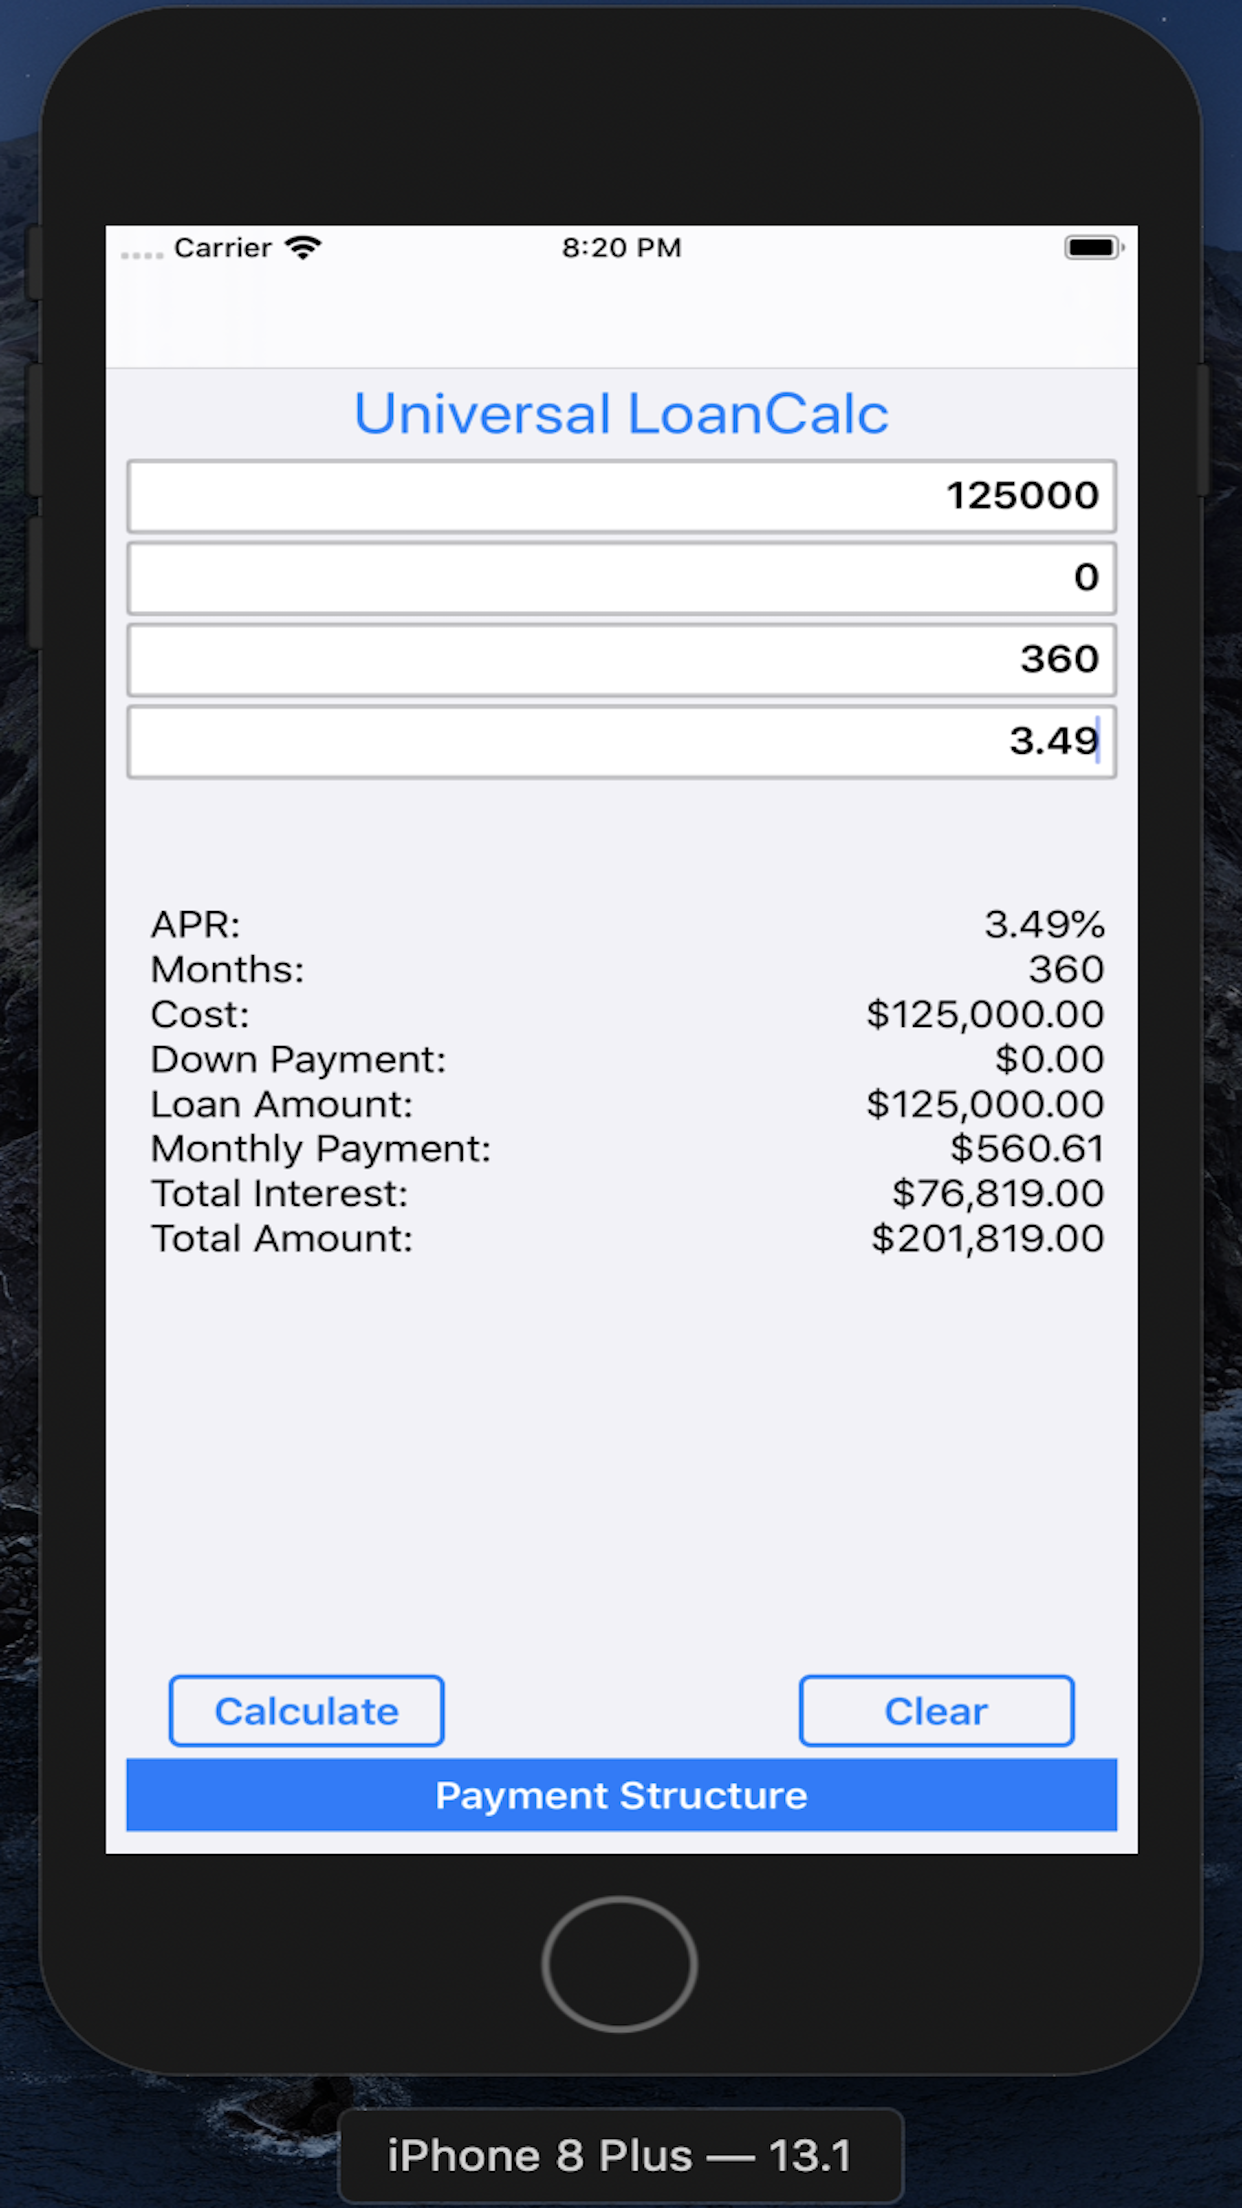 Carrier 8:20 PM
Universal LoanCalc
125000
0
360
3.49
APR: 3.49%
Months: 360
Cost: $125,000.00
Down Payment: $0.00
Loan Amount: $125,000.00
Monthly Payment: $560.61
Total Interest: $76,819.00
Total Amount: $201,819.00
Calculate Clear
Payment Structure
iPhone 8 Plus — 13.1